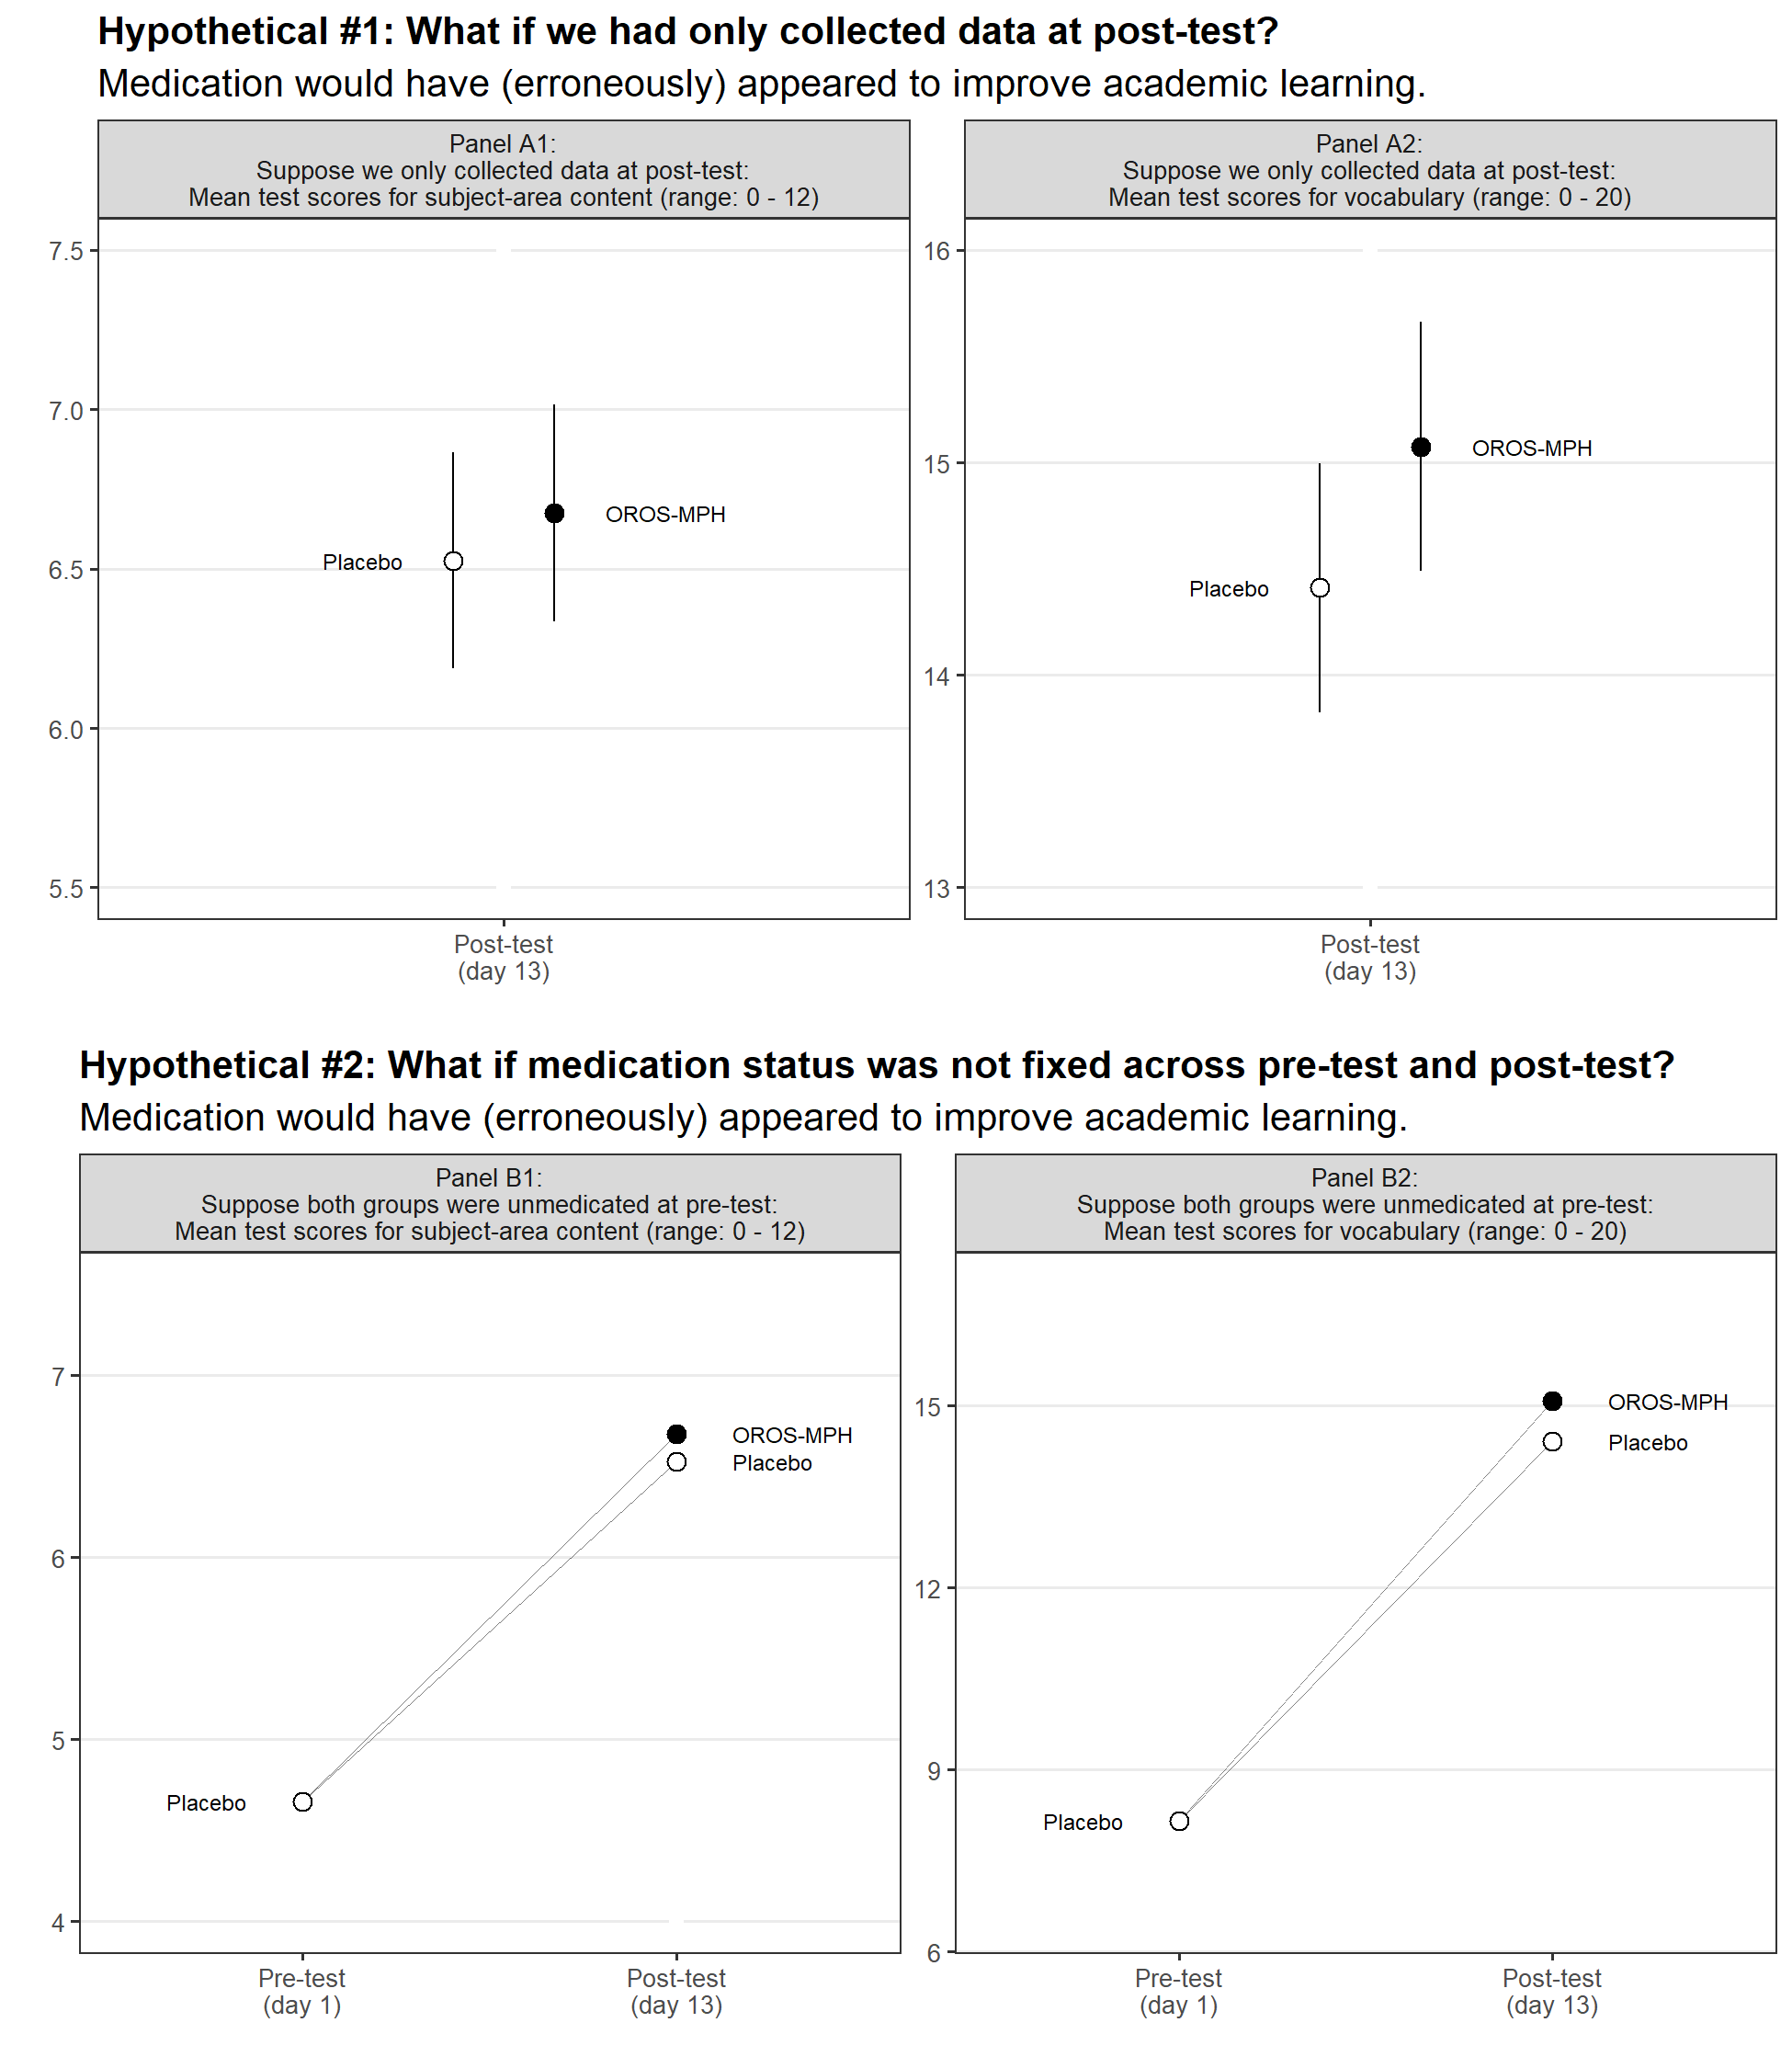 Hypothetical #1: What if we had only collected data at post-test?
Medication would have (erroneously) appeared to improve academic learning.
Panel A1:
Suppose we only collected data at post-test:
Mean test scores for subject-area content (range: 0 - 12)
7.5
7.0
6.5
6.0
5.5
Placebo
OROS-MPH
Post-test
(day 13)
Panel A2:
Suppose we only collected data at post-test:
Mean test scores for vocabulary (range: 0 - 20)
16
15
14
13
OROS-MPH
Placebo
Post-test
(day 13)
Hypothetical #2: What if medication status was not fixed across pre-test and post-test?
Medication would have (erroneously) appeared to improve academic learning.
Panel B1:
Suppose both groups were unmedicated at pre-test:
Mean test scores for subject-area content (range: 0 - 12)
7
6
5
4
OROS-MPH
Placebo
Placebo
Pre-test
(day 1)
Post-test
(day 13)
Panel B2:
Suppose both groups were unmedicated at pre-test:
Mean test scores for vocabulary (range: 0 - 20)
15
12
9
6
OROS-MPH
Placebo
Placebo
Pre-test
(day 1)
Post-test
(day 13)